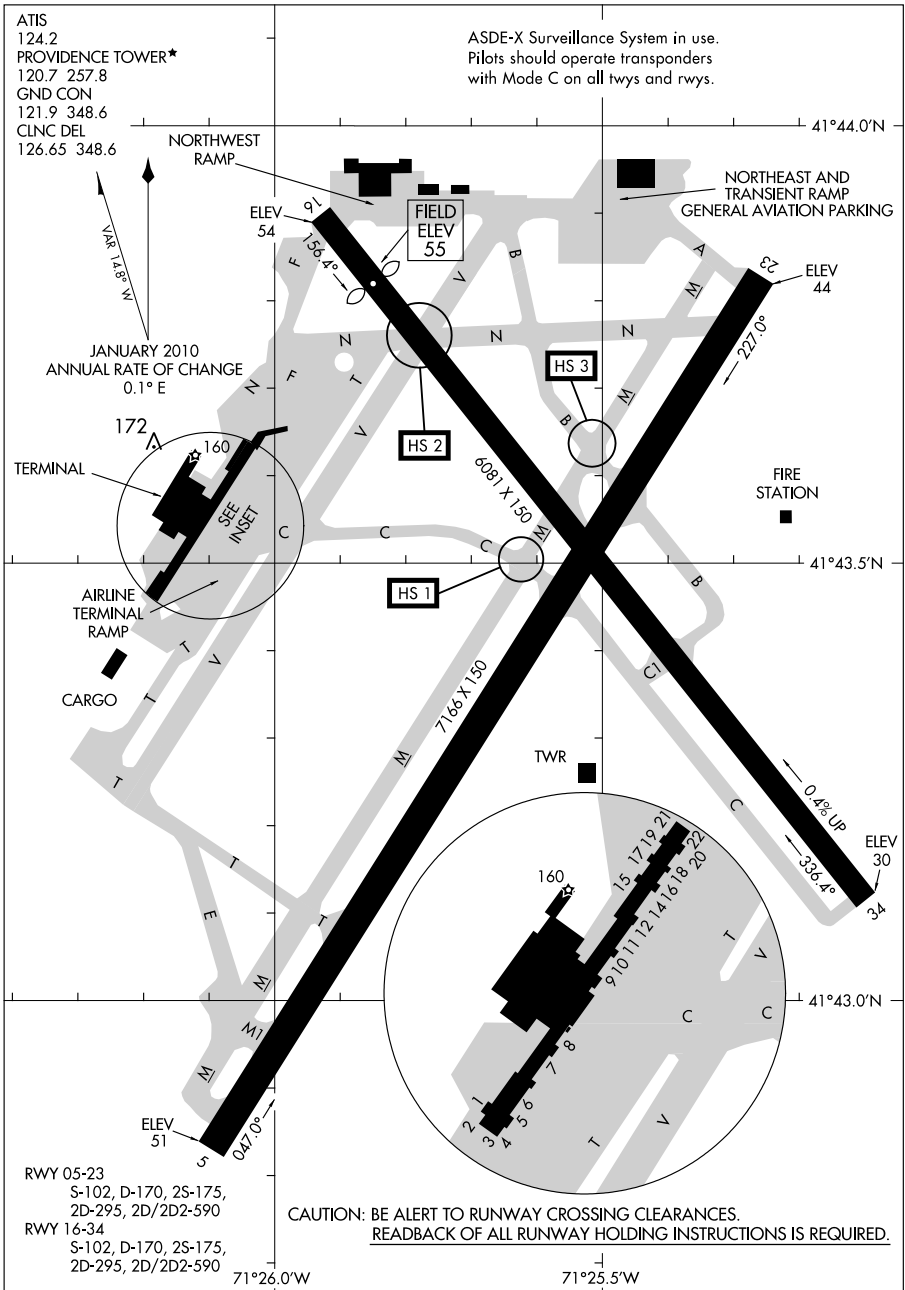 ATIS
124.2
PROVIDENCE TOWER★
120.7 257.8
GND CON
121.9 348.6
CLNC DEL
126.65 348.6
ASDE-X Surveillance System in use.
Pilots should operate transponders
with Mode C on all twys and rwys.
41°44.0'N
NORTHWEST
RAMP
NORTHEAST AND
TRANSIENT RAMP
GENERAL AVIATION PARKING
VAR 14.8° W
JANUARY 2010
ANNUAL RATE OF CHANGE
0.1° E
ELEV
54
16
156.4°
FIELD
ELEV
55
A
M
23
ELEV
44
227.0°
F
V
B
N
N
N
T
F
N
V
HS 2
HS 3
B
M
172
160
TERMINAL
SEE
INSET
6081 X 150
FIRE
STATION
C
C
C
M
HS 1
41°43.5'N
B
AIRLINE
TERMINAL
RAMP
T
V
T
CARGO
C1
7166 X 150
M
T
TWR
C
0.4% UP
336.4°
ELEV
30
34
T
E
T
M
M1
M
160
21
19
17
15
22
20
18
16
14
12
11
10
9
8
7
6
5
4
3
2
1
T
V
C
C
T
V
41°43.0'N
ELEV
51
5
047.0°
RWY 05-23
S-102, D-170, 2S-175,
2D-295, 2D/2D2-590
RWY 16-34
S-102, D-170, 2S-175,
2D-295, 2D/2D2-590
CAUTION: BE ALERT TO RUNWAY CROSSING CLEARANCES.
READBACK OF ALL RUNWAY HOLDING INSTRUCTIONS IS REQUIRED.
71°26.0'W
71°25.5'W